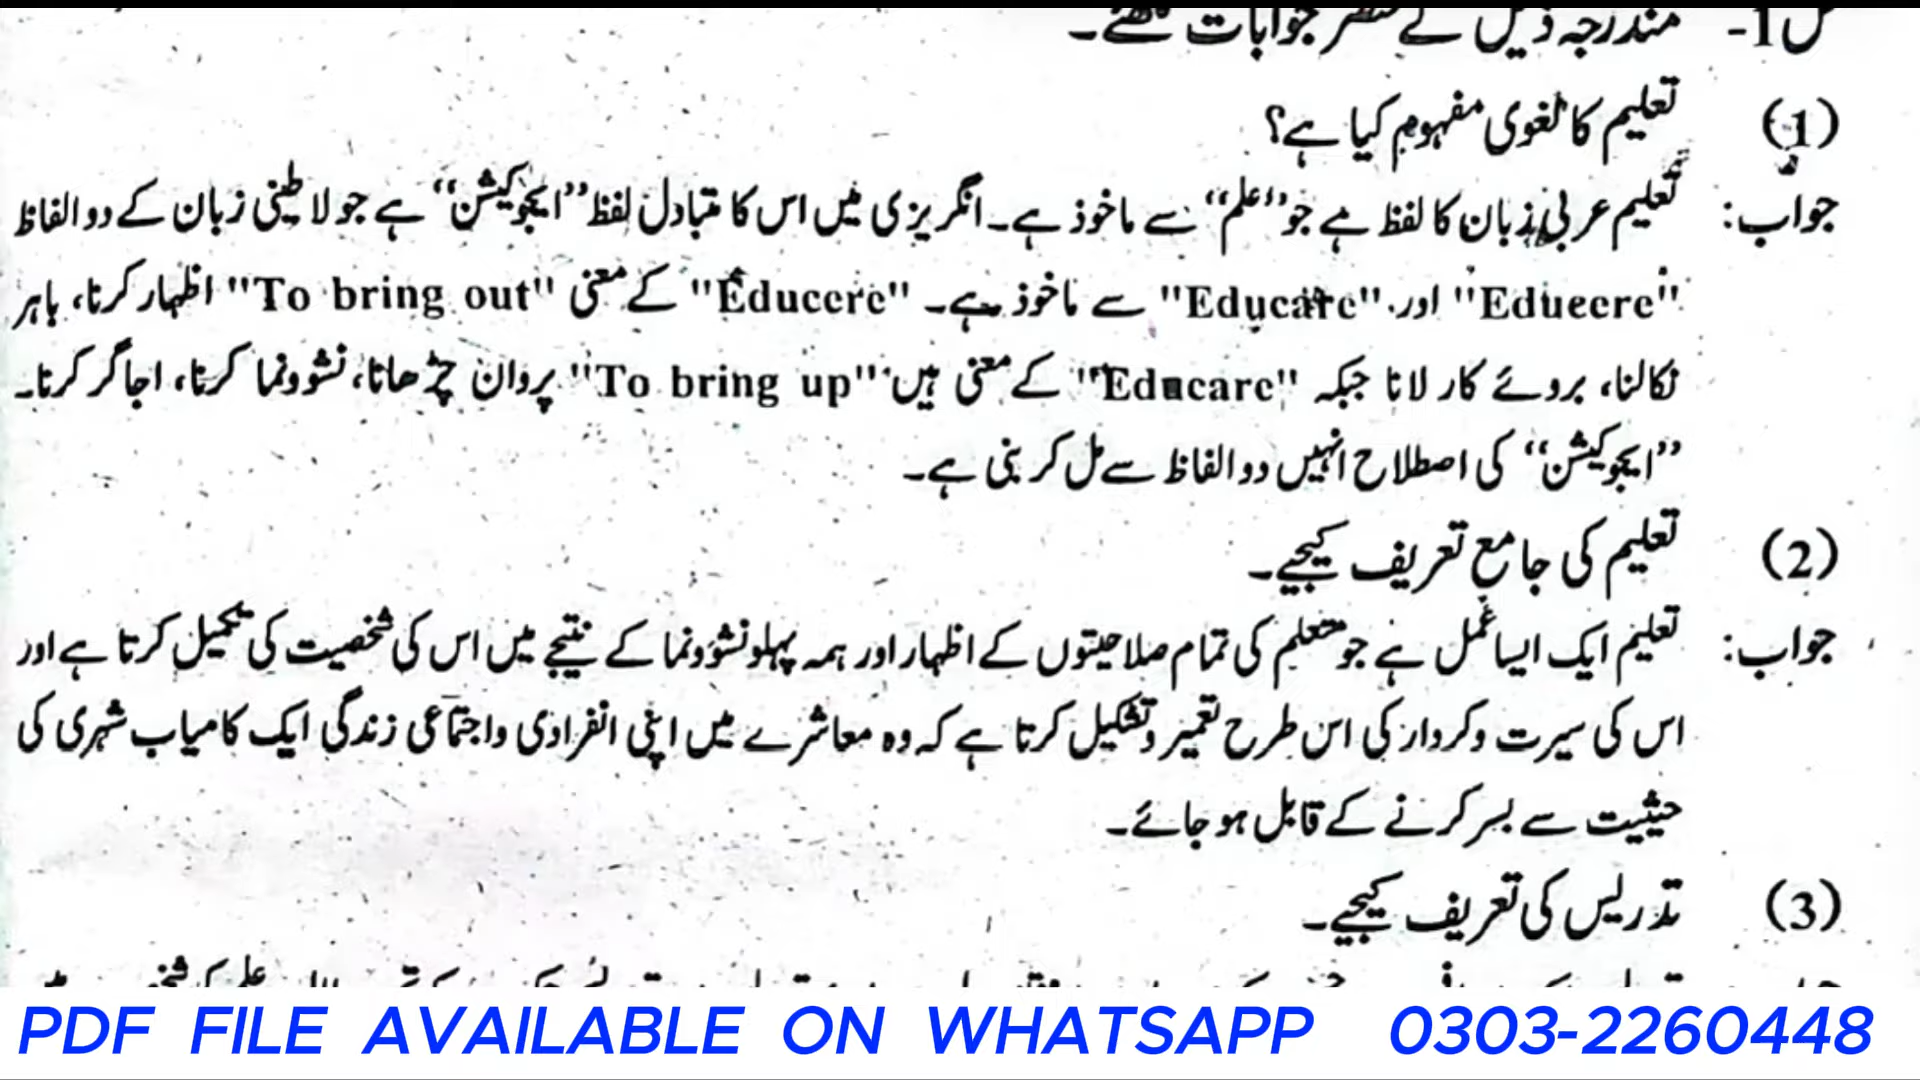 س1- مندرجہ ذیل کے مختصر جوابات لکھئے۔
(1) تعلیم کا لغوی مفہوم کیا ہے؟
جواب: تعلیم عربی زبان کا لفظ ہے جو ”علم“ سے ماخوذ ہے۔ انگریزی میں اس کا متبادل لفظ ”ایجوکیشن“ ہے جو لاطینی زبان کے دو الفاظ
"Edueere" اور "Educare" سے ماخوذ ہے۔ "Educere" کے معنی "To bring out" اظہار کرنا، باہر
نکالنا، بروئے کار لانا جبکہ "Educare" کے معنی ہیں "To bring up" پروان چڑھانا، نشوونما کرنا، اجاگر کرنا۔
”ایجوکیشن“ کی اصطلاح انہیں دو الفاظ سے مل کر بنی ہے۔
(2) تعلیم کی جامع تعریف کیجیے۔
جواب: تعلیم ایک ایسا عمل ہے جو متعلم کی تمام صلاحیتوں کے اظہار اور ہمہ پہلو نشوونما کے نتیجے میں اس کی شخصیت کی تکمیل کرتا ہے اور
اس کی سیرت وکردار کی اس طرح تعمیر وتشکیل کرتا ہے کہ وہ معاشرے میں اپنی انفرادی واجتماعی زندگی ایک کامیاب شہری کی
حیثیت سے بسر کرنے کے قابل ہو جائے۔
(3) تدریس کی تعریف کیجیے۔
PDF FILE AVAILABLE ON WHATSAPP 0303-2260448